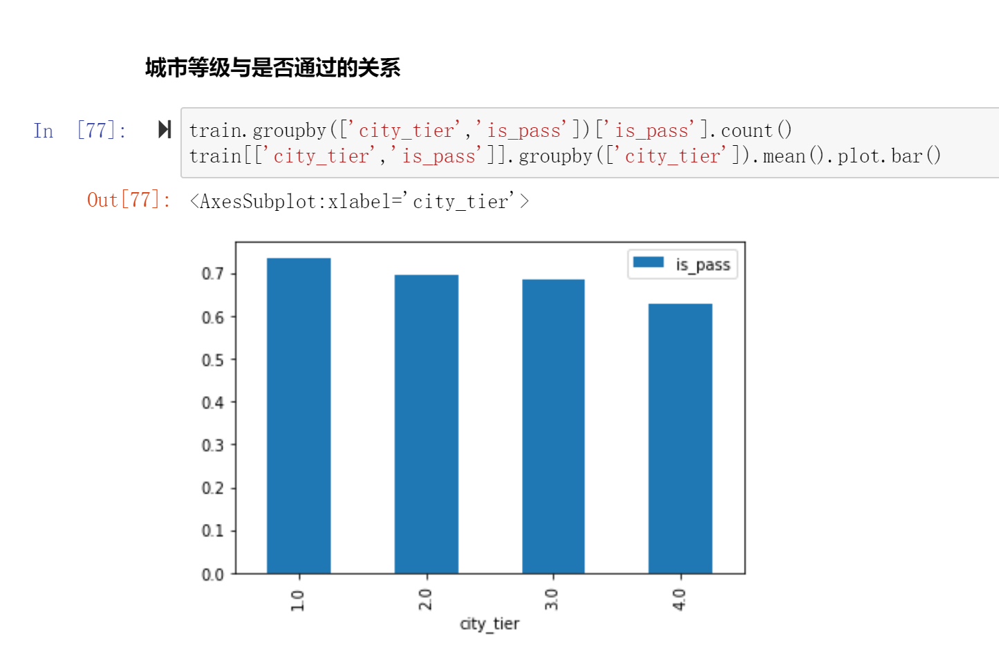 城市等级与是否通过的关系
In [77]:
train.groupby(['city_tier','is_pass'])['is_pass'].count()
train[['city_tier','is_pass']].groupby(['city_tier']).mean().plot.bar()
Out[77]: <AxesSubplot:xlabel='city_tier'>
is_pass
0.7
0.6
0.5
0.4
0.3
0.2
0.1
0.0
1.0 2.0 3.0 4.0
city_tier